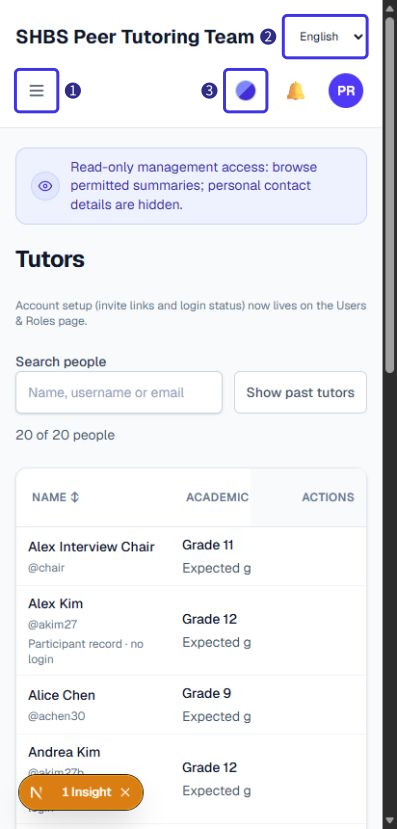 SHBS Peer Tutoring Team 2 English
1 3 PR
Read-only management access: browse
permitted summaries; personal contact
details are hidden.
Tutors
Account setup (invite links and login status) now lives on the Users
& Roles page.
Search people
Name, username or email Show past tutors
20 of 20 people
NAME ACADEMIC ACTIONS
Alex Interview Chair Grade 11
@chair Expected g
Alex Kim
@akim27 Grade 12
Participant record · no Expected g
login
Alice Chen Grade 9
@achen30 Expected g
Andrea Kim
@akim27b Grade 12
N 1 Insight × Expected g